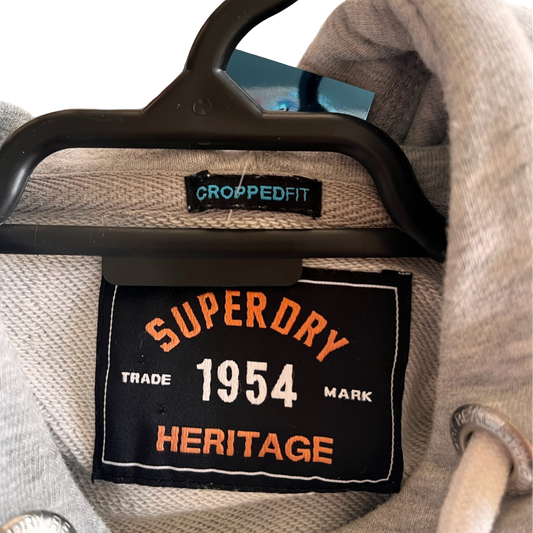 CROPPEDFIT
SUPERDRY
TRADE 1954 MARK
HERITAGE